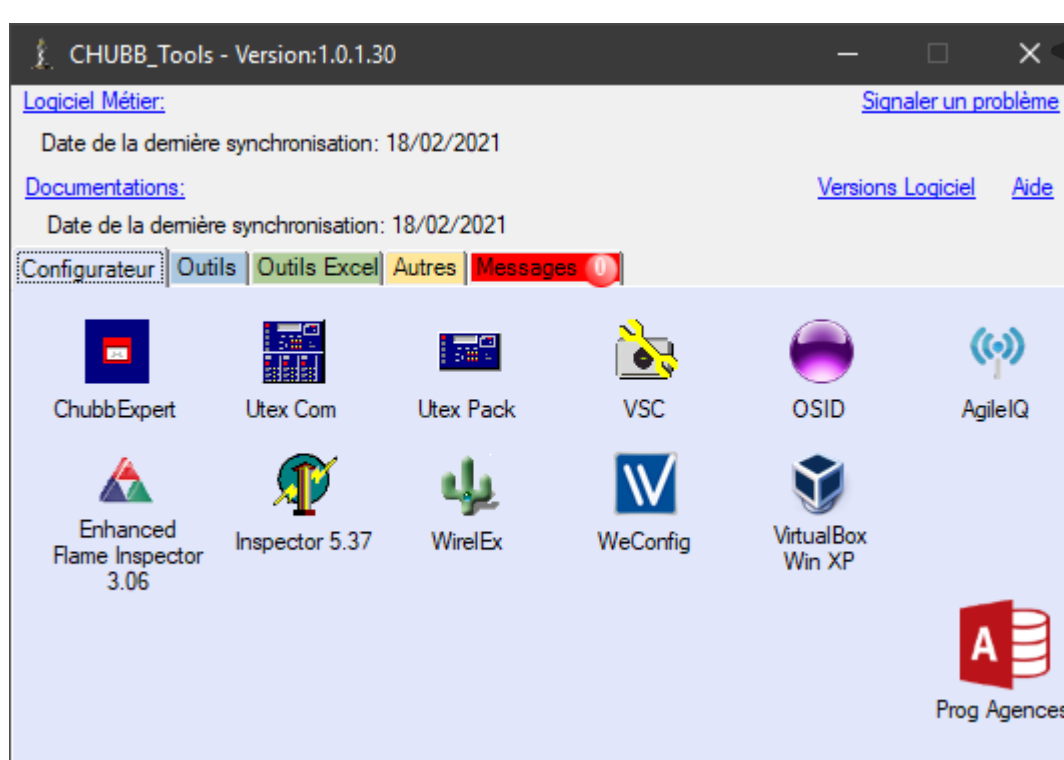 CHUBB_Tools - Version:1.0.1.30
Logiciel Métier:
Signaler un problème
Date de la dernière synchronisation: 18/02/2021
Documentations:
Versions Logiciel
Aide
Date de la dernière synchronisation: 18/02/2021
Configurateur
Outils
Outils Excel
Autres
Messages 0
ChubbExpert
Utex Com
Utex Pack
VSC
OSID
AgileIQ
Enhanced
Flame Inspector
3.06
Inspector 5.37
WirelEx
WeConfig
VirtualBox
Win XP
A
Prog Agences